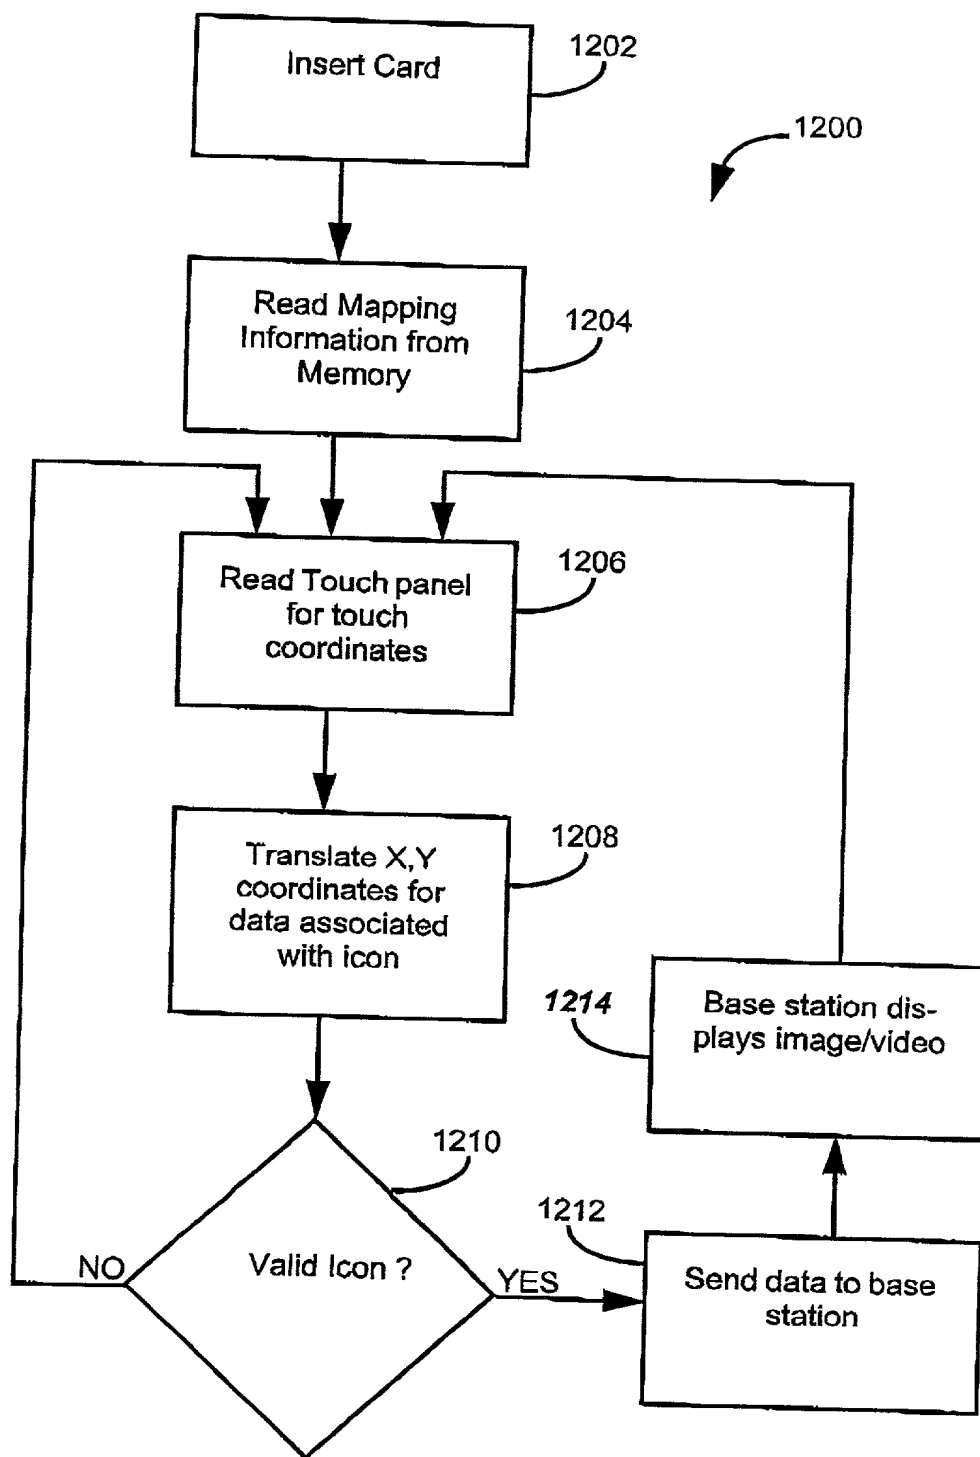 Insert Card
1202
1200
Read Mapping
Information from
Memory
1204
Read Touch panel
for touch
coordinates
1206
Translate X,Y
coordinates for
data associated
with icon
1208
Valid Icon ?
1210
NO
YES
Send data to base
station
1212
Base station dis-
plays image/video
1214